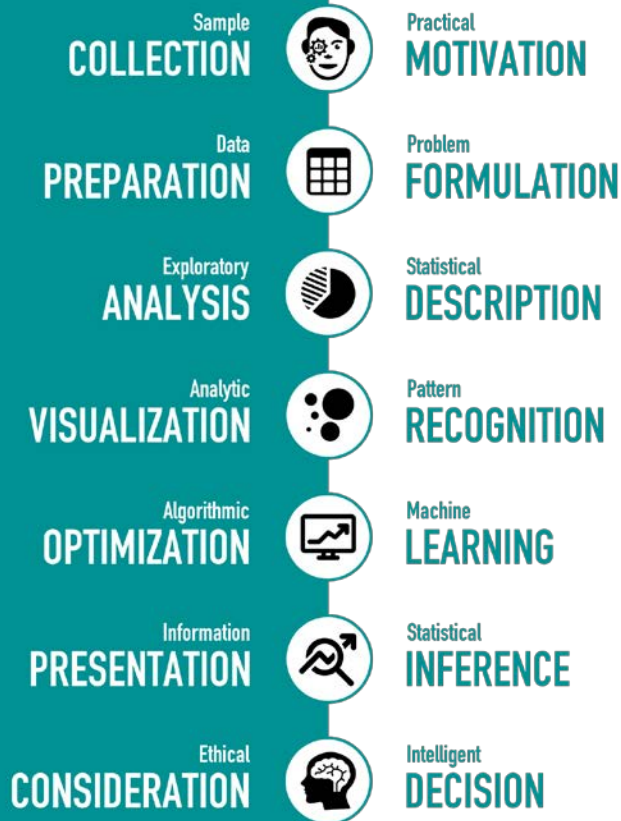 Sample
COLLECTION
Practical
MOTIVATION
Data
PREPARATION
Problem
FORMULATION
Exploratory
ANALYSIS
Statistical
DESCRIPTION
Analytic
VISUALIZATION
Pattern
RECOGNITION
Algorithmic
OPTIMIZATION
Machine
LEARNING
Information
PRESENTATION
Statistical
INFERENCE
Ethical
CONSIDERATION
Intelligent
DECISION